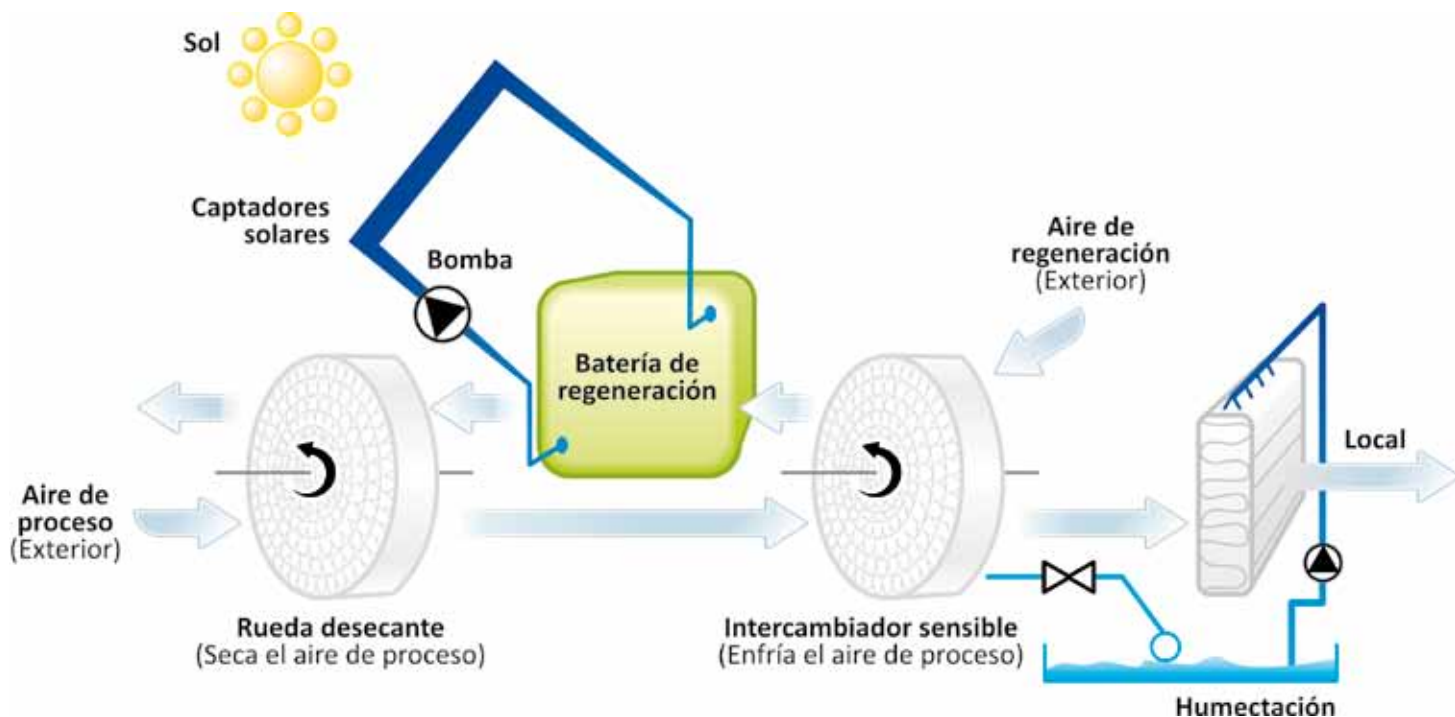 Sol
Captadores
solares
Bomba
Aire de
regeneración
(Exterior)
Batería de
regeneración
Local
Aire de
proceso
(Exterior)
Rueda desecante
(Seca el aire de proceso)
Intercambiador sensible
(Enfría el aire de proceso)
Humectación